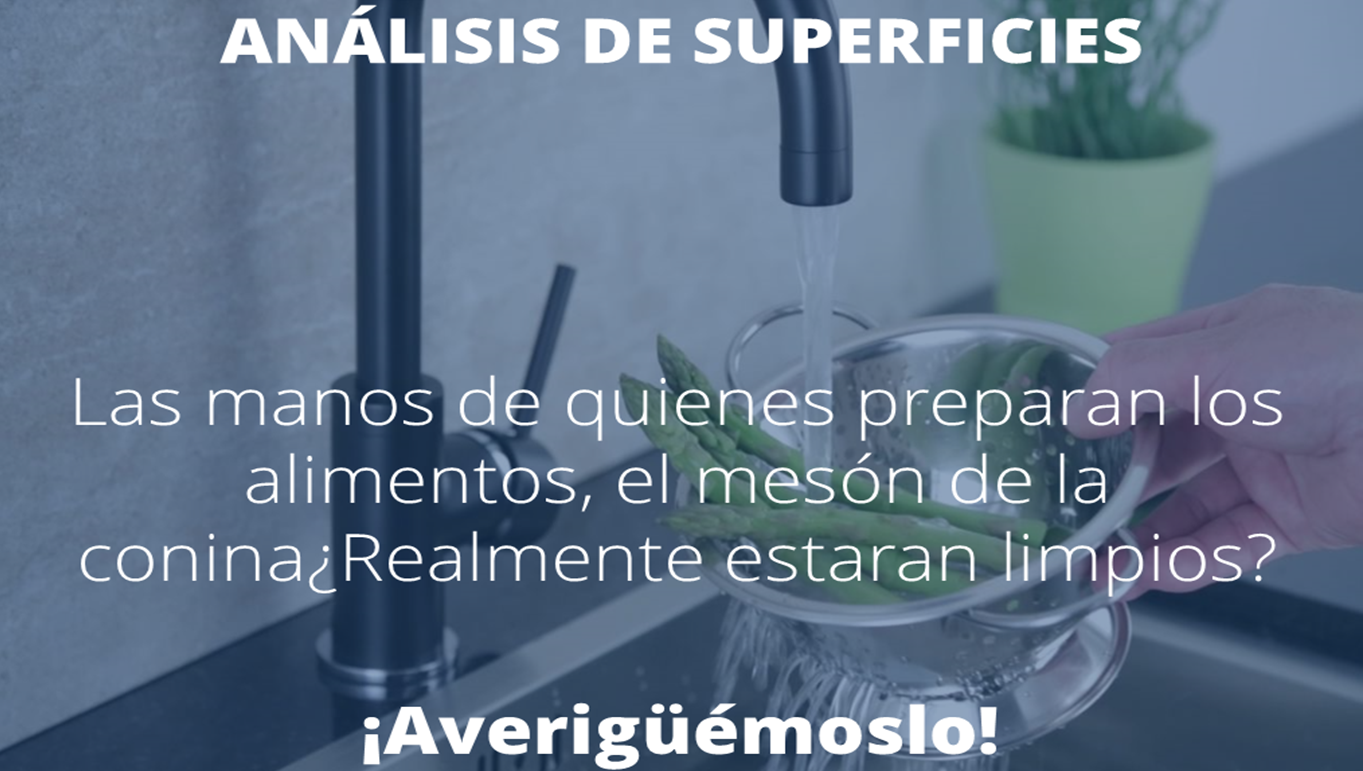 ANÁLISIS DE SUPERFICIES
Las manos de quienes preparan los
alimentos, el mesón de la
conina¿Realmente estaran limpios?
¡Averigüémoslo!